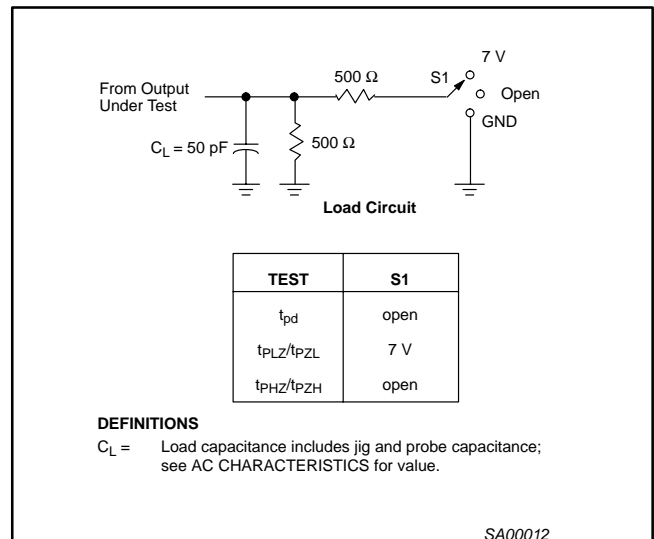 7 V
500 Ω
S1
From Output
Under Test
Open
GND
C_L = 50 pF
500 Ω
Load Circuit
TEST S1
t_pd open
t_PLZ/t_PZL 7 V
t_PHZ/t_PZH open
DEFINITIONS
C_L = Load capacitance includes jig and probe capacitance;
see AC CHARACTERISTICS for value.
SA00012